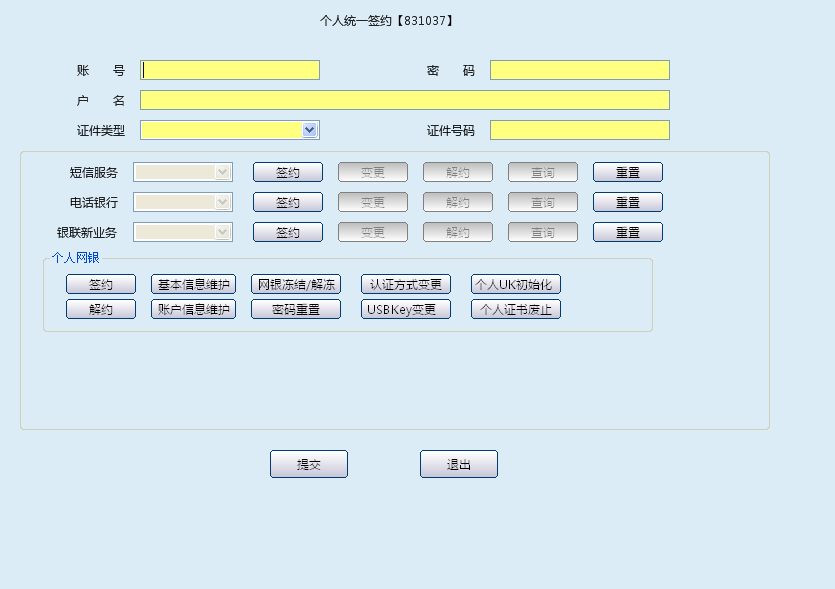 个人统一签约【831037】
账 号 密 码
户 名
证件类型 证件号码
短信服务 签约 变更 解约 查询 重置
电话银行 签约 变更 解约 查询 重置
银联新业务 签约 变更 解约 查询 重置
个人网银
签约 基本信息维护 网银冻结/解冻 认证方式变更 个人UK初始化
解约 账户信息维护 密码重置 USBKey变更 个人证书废止
提交 退出